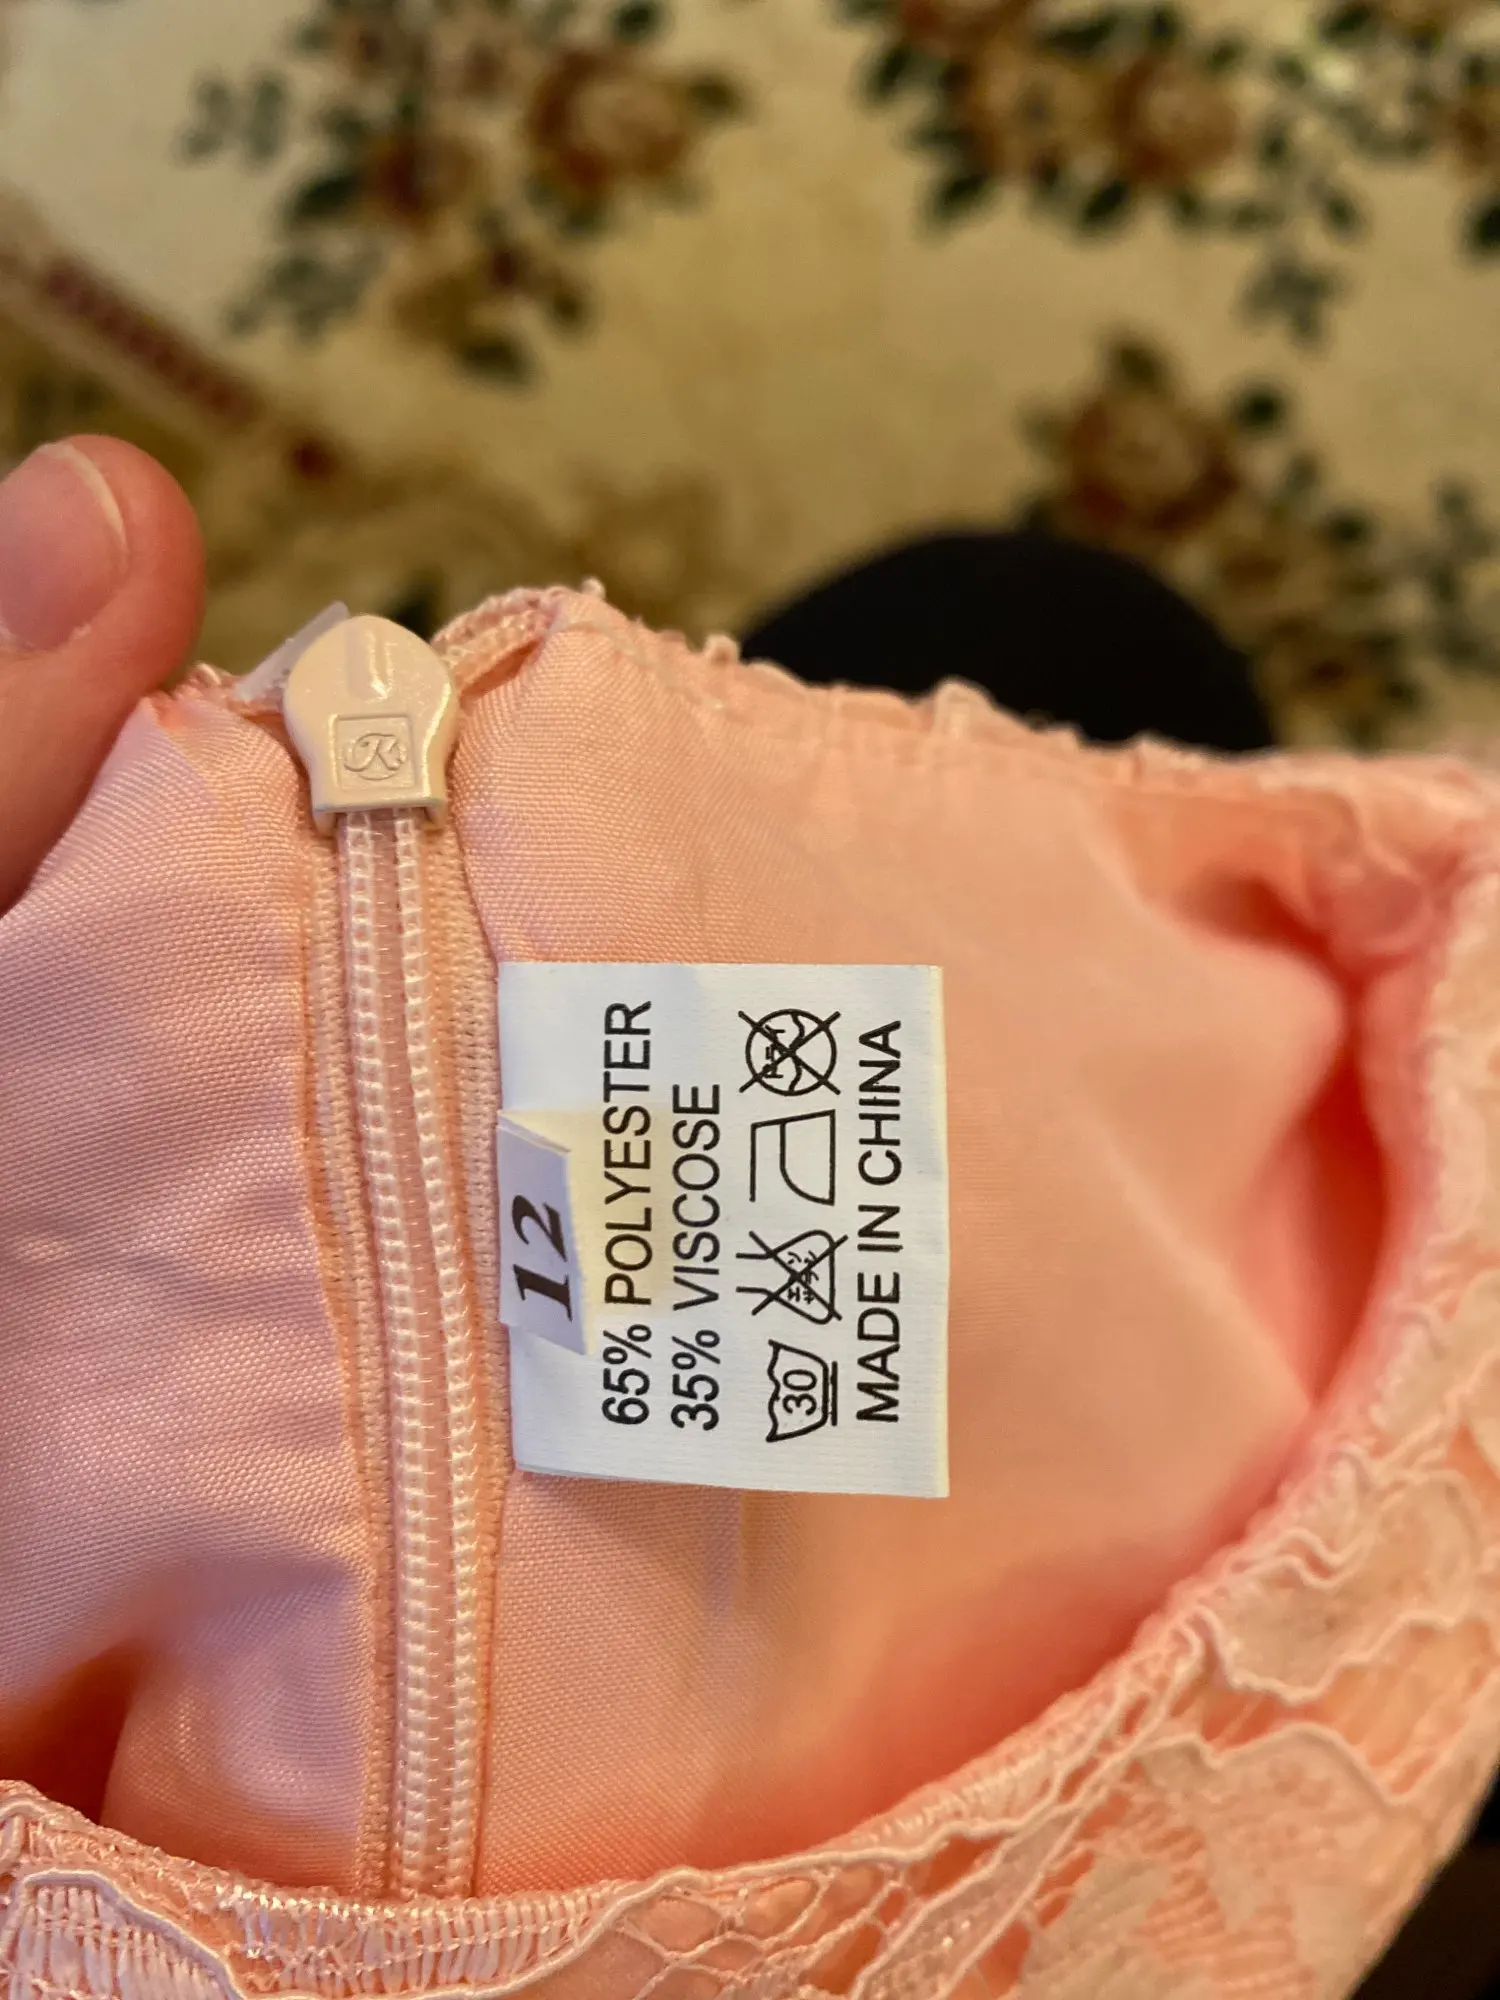 12
65% POLYESTER
35% VISCOSE
30
MADE IN CHINA